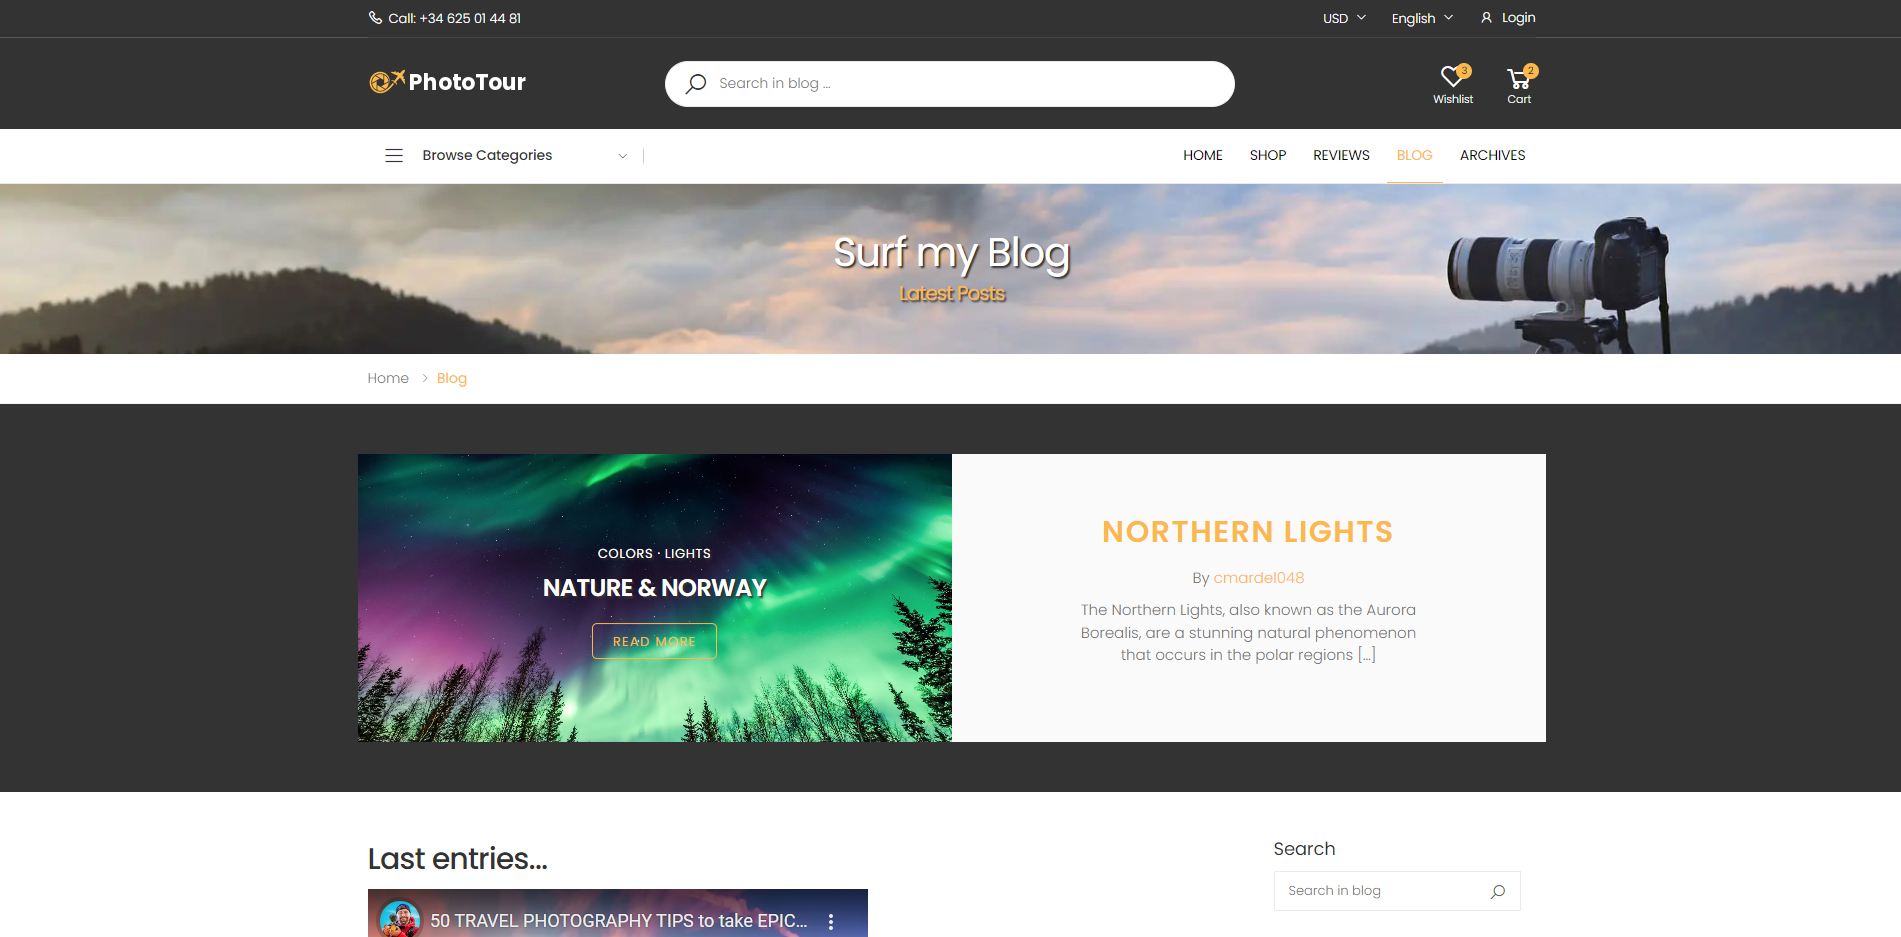 Call: +34 625 01 44 81
USD
English
Login
PhotoTour
Search in blog ...
3
Wishlist
2
Cart
Browse Categories
HOME
SHOP
REVIEWS
BLOG
ARCHIVES
Surf my Blog
Latest Posts
Home
Blog
COLORS · LIGHTS
NATURE & NORWAY
READ MORE
NORTHERN LIGHTS
By cmardel048
The Northern Lights, also known as the Aurora
Borealis, are a stunning natural phenomenon
that occurs in the polar regions [...]
Last entries...
50 TRAVEL PHOTOGRAPHY TIPS to take EPIC...
Search
Search in blog